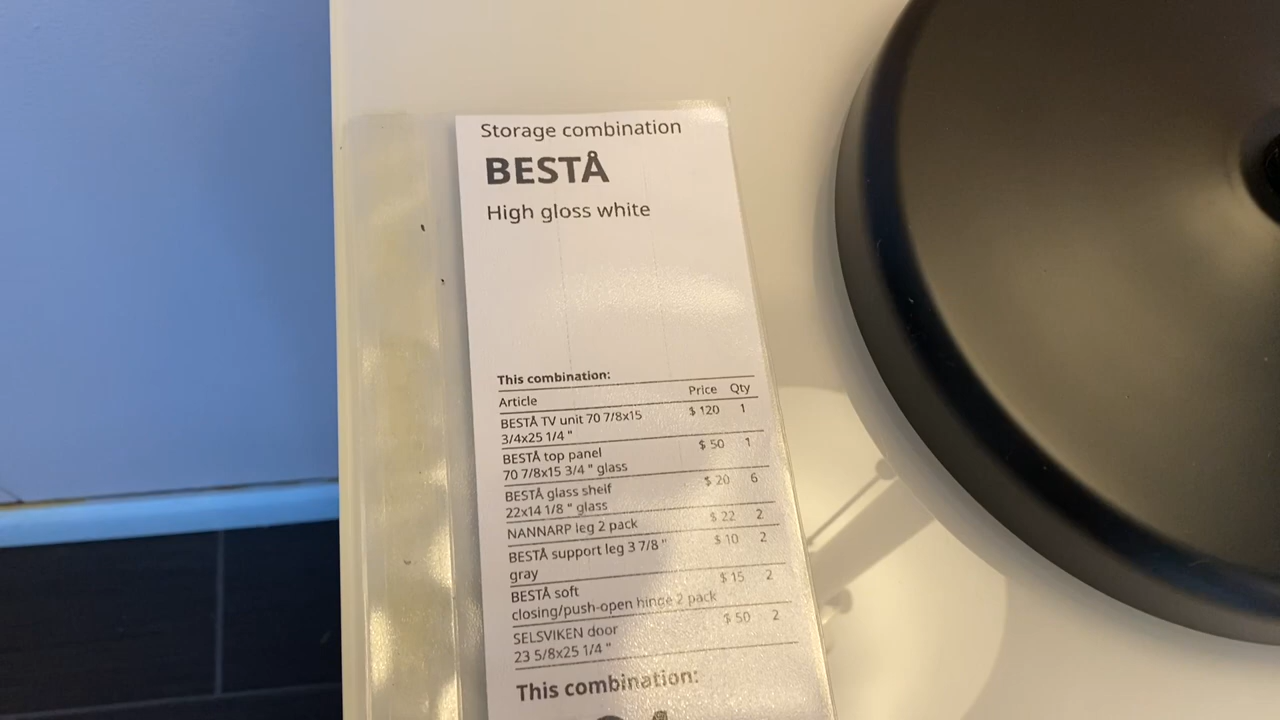 Storage combination
BESTÅ
High gloss white
This combination:
Article Price Qty
BESTÅ TV unit 70 7/8x15 $ 120 1
3/4x25 1/4 "
BESTÅ top panel $ 50 1
70 7/8x15 3/4 " glass
BESTÅ glass shelf $ 20 6
22x14 1/8 " glass
NANNARP leg 2 pack $ 22 2
BESTÅ support leg 3 7/8 " $ 10 2
gray
BESTÅ soft $ 15 2
closing/push-open hinge 2 pack
SELSVIKEN door $ 50 2
23 5/8x25 1/4 "
This combination: